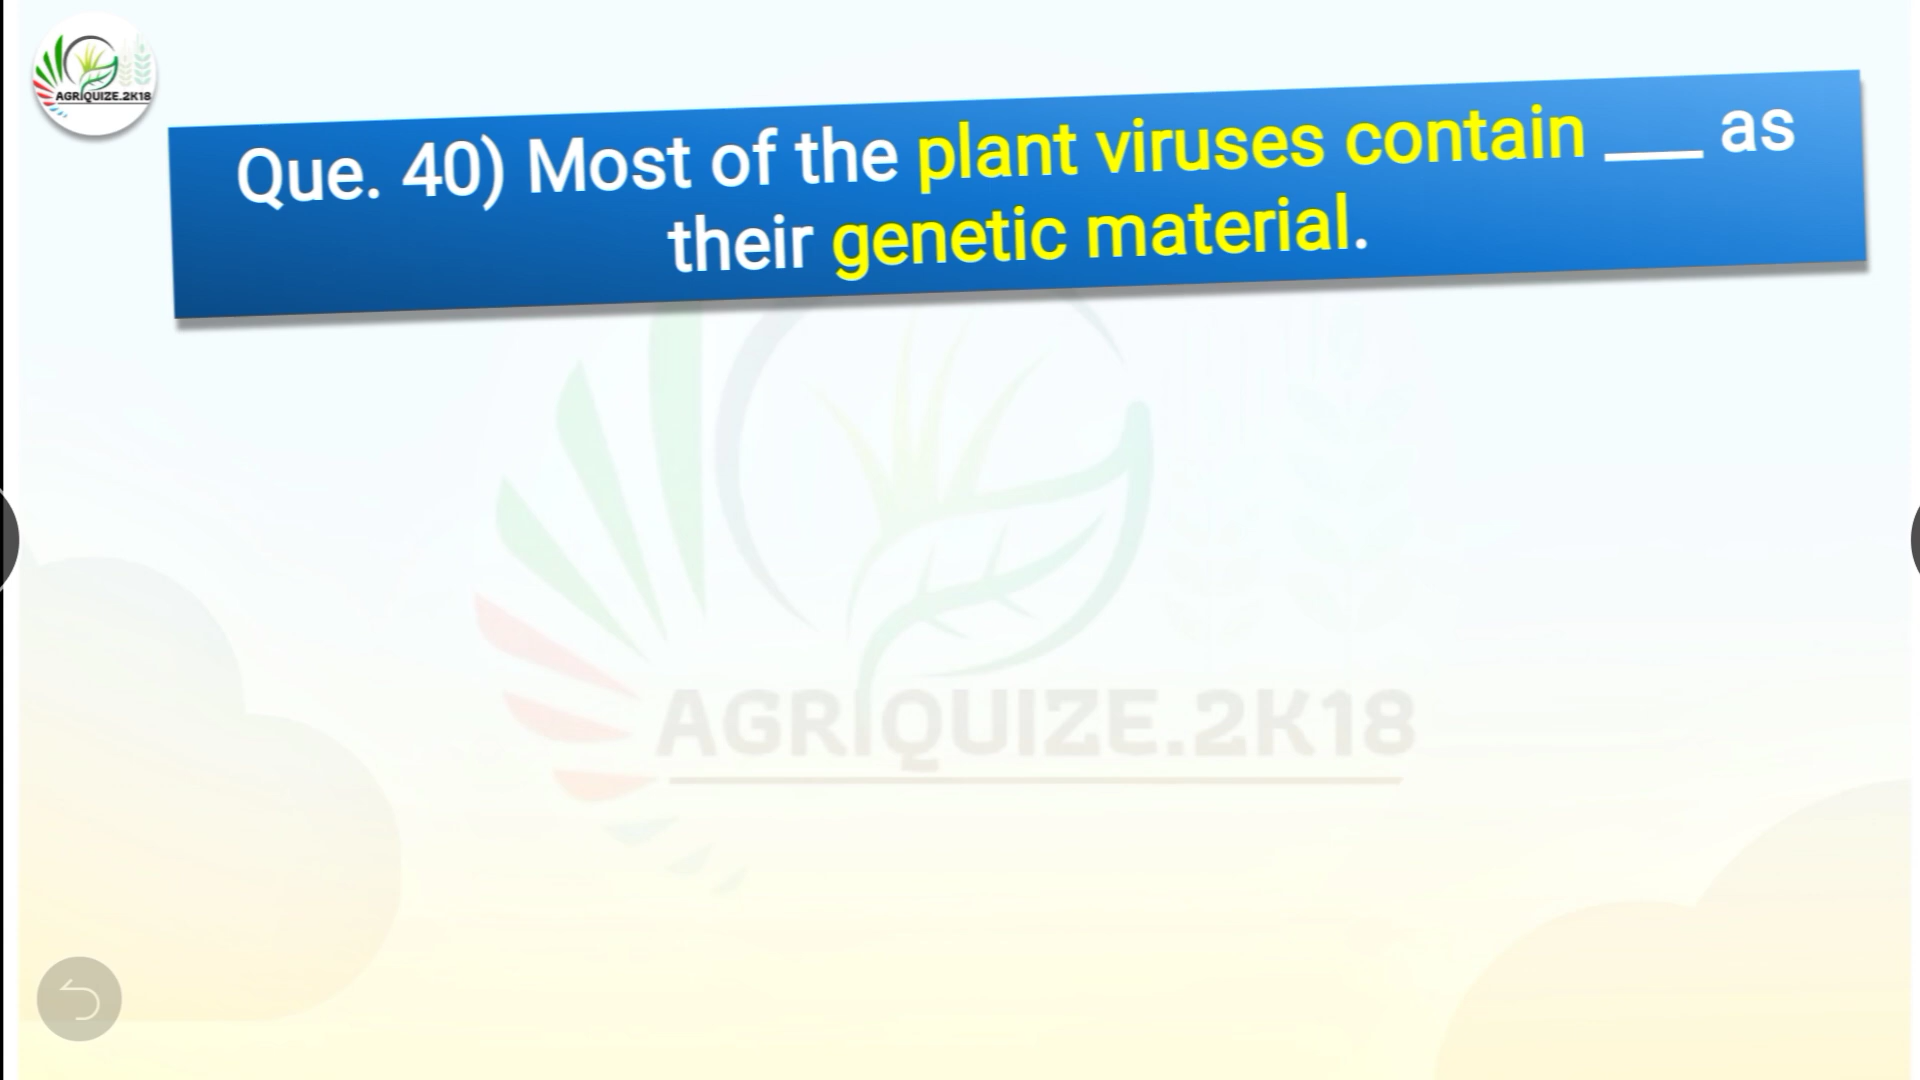 AGRIQUIZE.2K18
Que. 40) Most of the plant viruses contain ___ as
their genetic material.
AGRIQUIZE.2K18